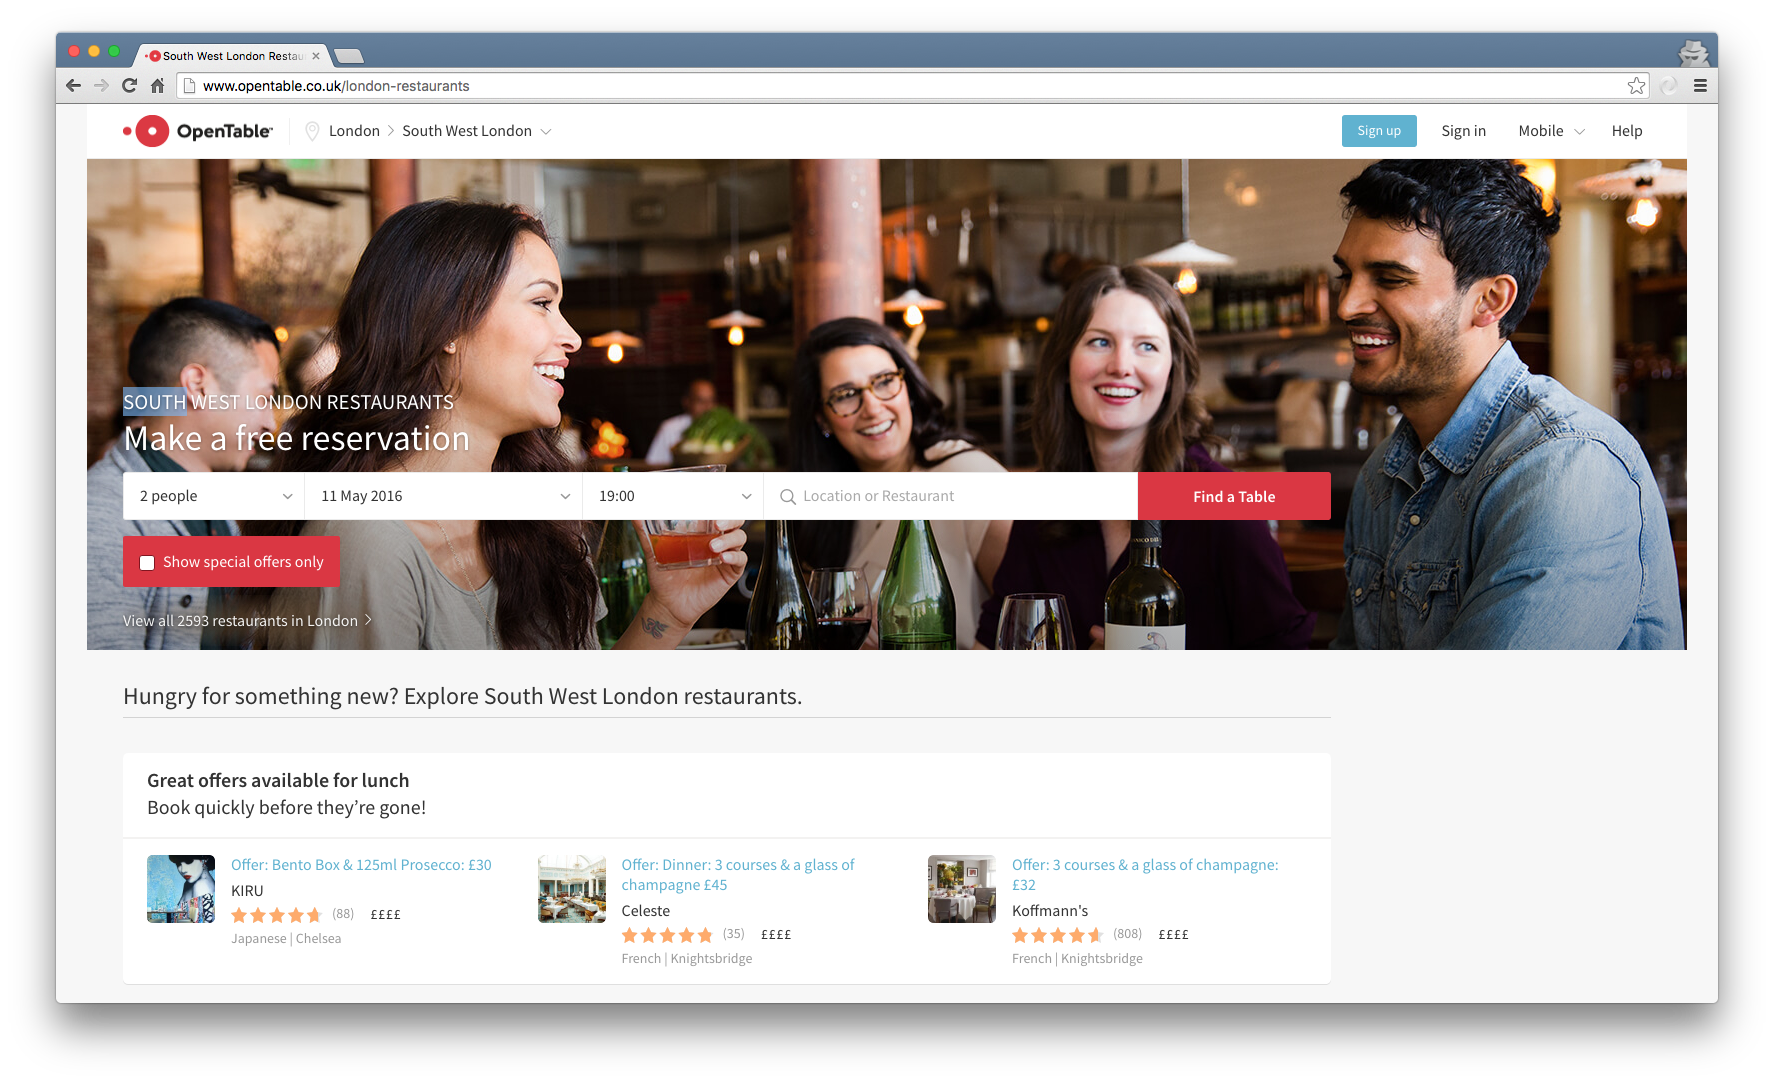 South West London Restau
www.opentable.co.uk/london-restaurants
OpenTable
London
South West London
Sign up
Sign in
Mobile
Help
SOUTH WEST LONDON RESTAURANTS
Make a free reservation
2 people
11 May 2016
19:00
Location or Restaurant
Find a Table
Show special offers only
View all 2593 restaurants in London
Hungry for something new? Explore South West London restaurants.
Great offers available for lunch
Book quickly before they’re gone!
Offer: Bento Box & 125ml Prosecco: £30
KIRU
(88) ££££
Japanese | Chelsea
Offer: Dinner: 3 courses & a glass of
champagne £45
Celeste
(35) ££££
French | Knightsbridge
Offer: 3 courses & a glass of champagne:
£32
Koffmann's
(808) ££££
French | Knightsbridge